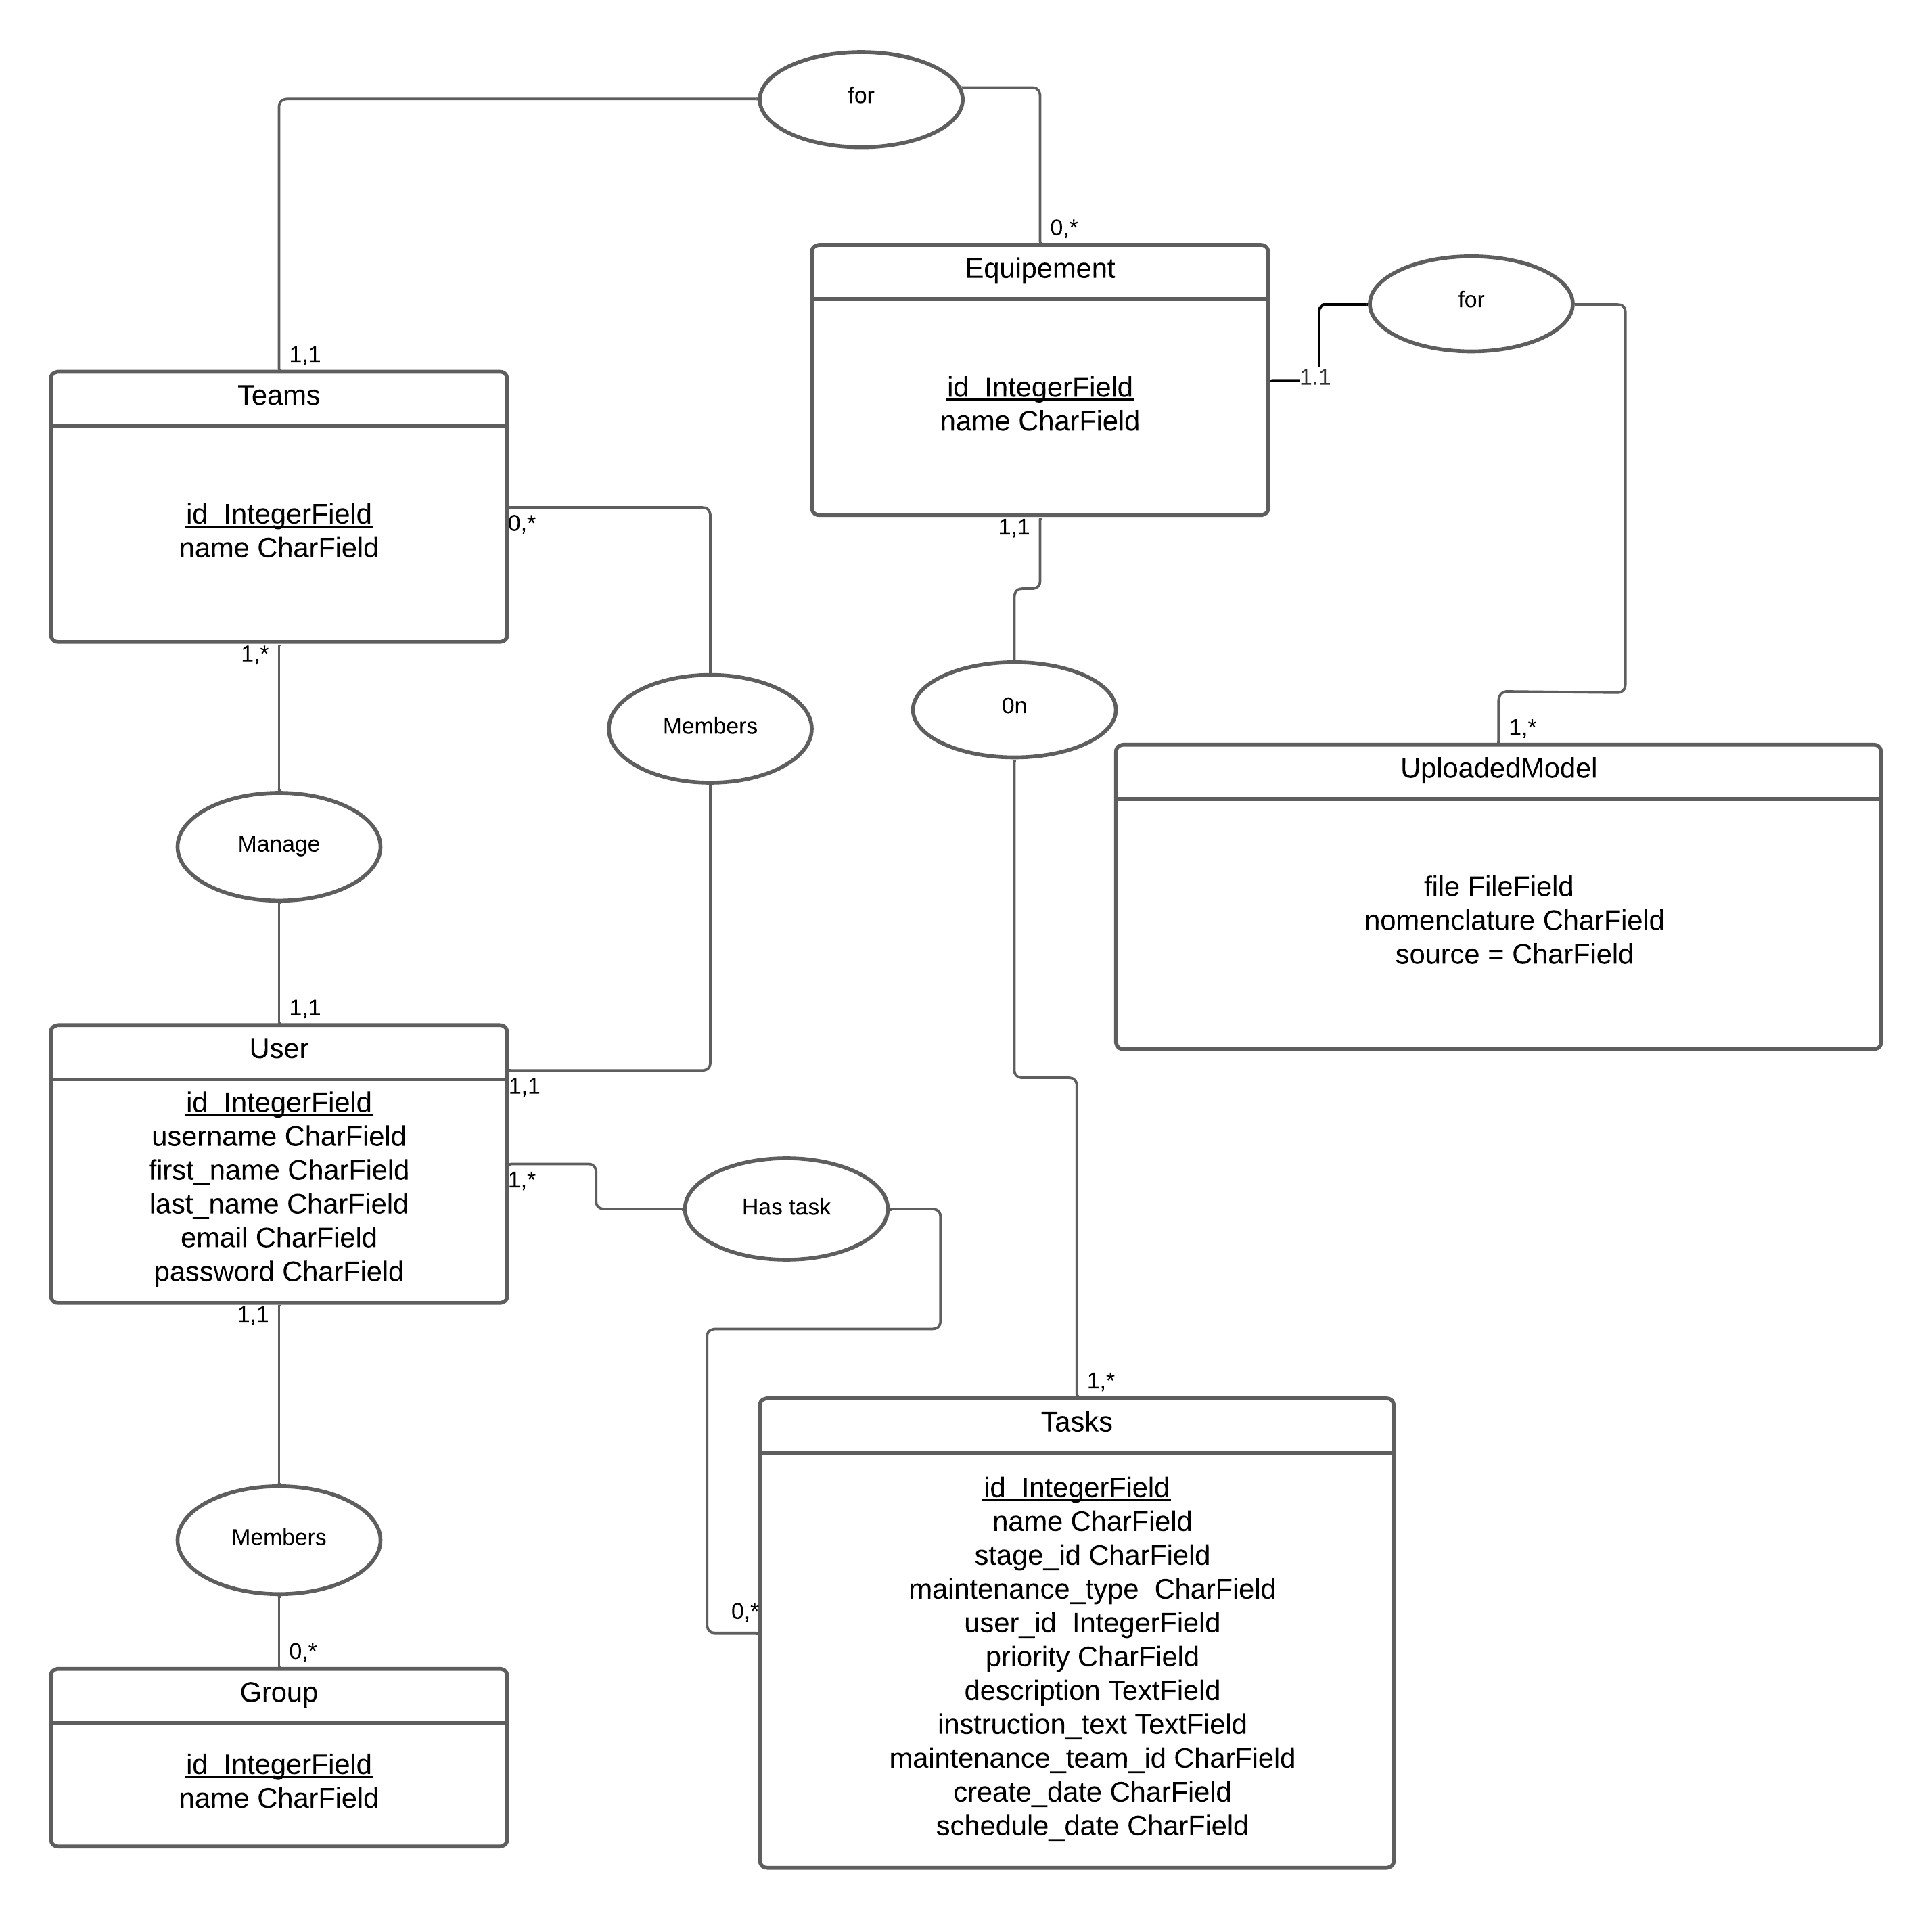 for
0,*
Equipement
id  IntegerField
name CharField
for
1.1
1,1
Teams
id  IntegerField
name CharField
0,*
1,1
1,*
Members
0n
1,*
UploadedModel
file FileField
nomenclature CharField
source = CharField
Manage
1,1
User
id  IntegerField
username CharField
first_name CharField
last_name CharField
email CharField
password CharField
1,1
1,*
Has task
1,1
1,*
Tasks
id  IntegerField
name CharField
stage_id CharField
maintenance_type  CharField
user_id  IntegerField
priority CharField
description TextField
instruction_text TextField
maintenance_team_id CharField
create_date CharField
schedule_date CharField
0,*
Members
0,*
Group
id  IntegerField
name CharField